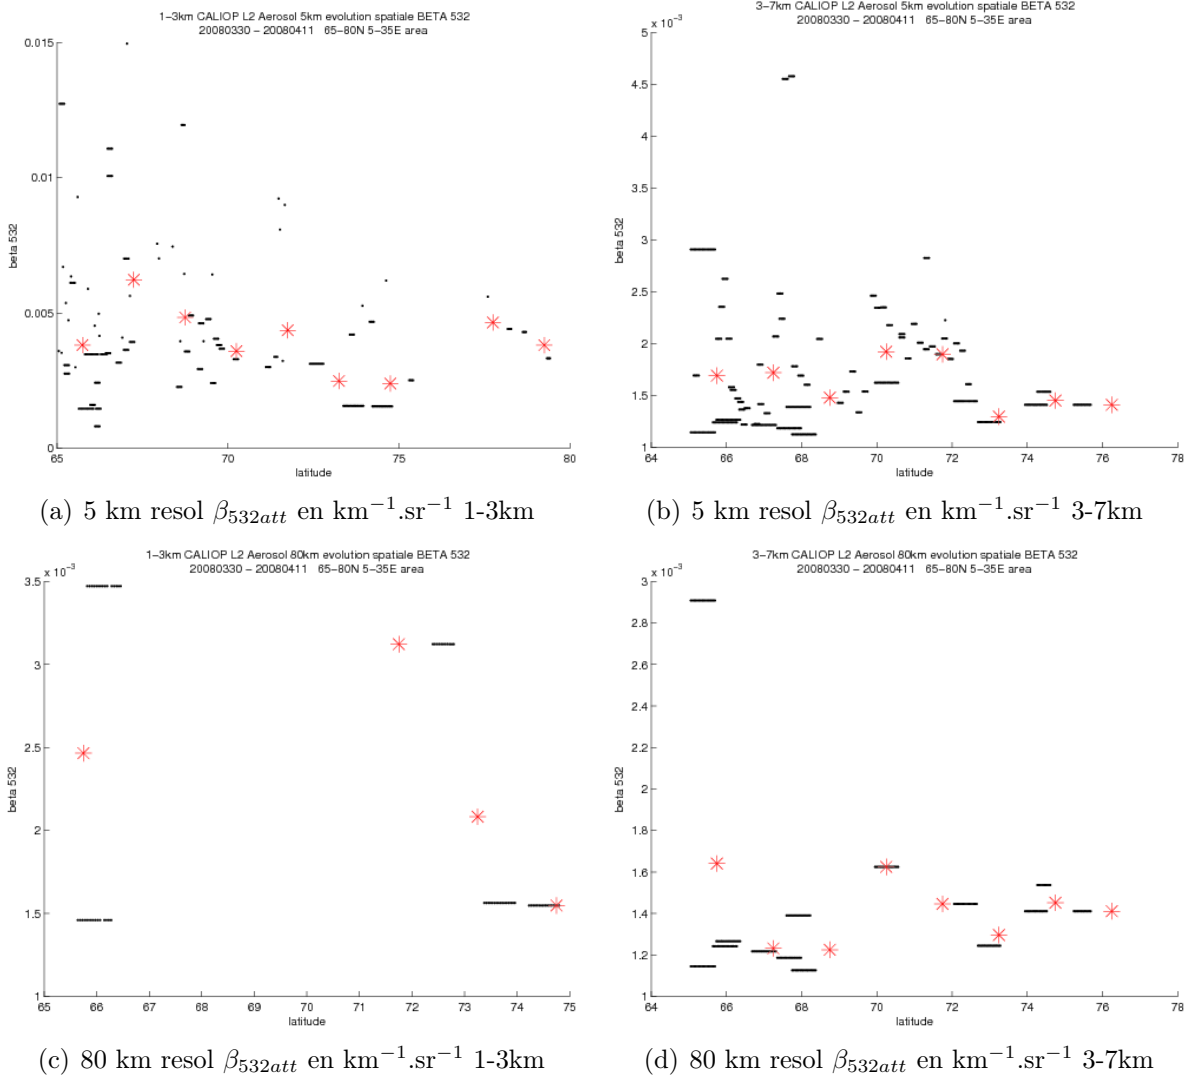 1−3km CALIOP L2 Aerosol 5km evolution spatiale BETA 532
20080330 − 20080411 65−80N 5−35E area
0.015
0.01
0.005
0
beta 532
65 70 75 80
latitude
(a) 5 km resol β532att en km−1.sr−1 1-3km
3−7km CALIOP L2 Aerosol 5km evolution spatiale BETA 532
20080330 − 20080411 65−80N 5−35E area
x 10−3
5
4.5
4
3.5
3
2.5
2
1.5
1
beta 532
64 66 68 70 72 74 76 78
latitude
(b) 5 km resol β532att en km−1.sr−1 3-7km
1−3km CALIOP L2 Aerosol 80km evolution spatiale BETA 532
20080330 − 20080411 65−80N 5−35E area
x 10−3
3.5
3
2.5
2
1.5
1
beta 532
65 66 67 68 69 70 71 72 73 74 75
latitude
(c) 80 km resol β532att en km−1.sr−1 1-3km
3−7km CALIOP L2 Aerosol 80km evolution spatiale BETA 532
20080330 − 20080411 65−80N 5−35E area
x 10−3
3
2.8
2.6
2.4
2.2
2
1.8
1.6
1.4
1.2
1
beta 532
64 66 68 70 72 74 76 78
latitude
(d) 80 km resol β532att en km−1.sr−1 3-7km